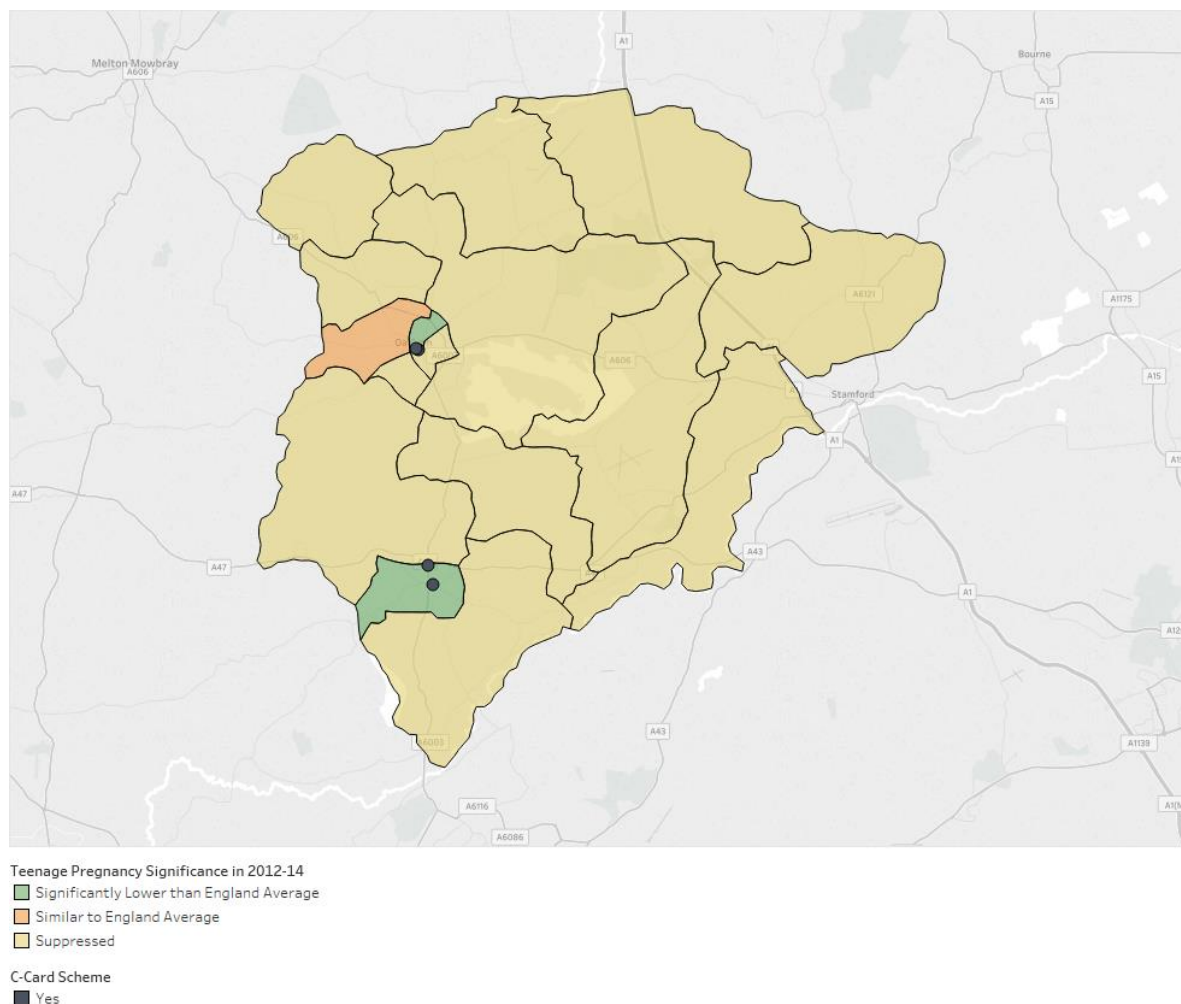 A1
Bourne
Melton Mowbray
A606
A15
A606
A6121
A1175
A606
A15
Stamford
A1
A47
A43
A47
A1
A43
A6003
A1139
A6116
A6086
Teenage Pregnancy Significance in 2012-14
Significantly Lower than England Average
Similar to England Average
Suppressed
C-Card Scheme
Yes